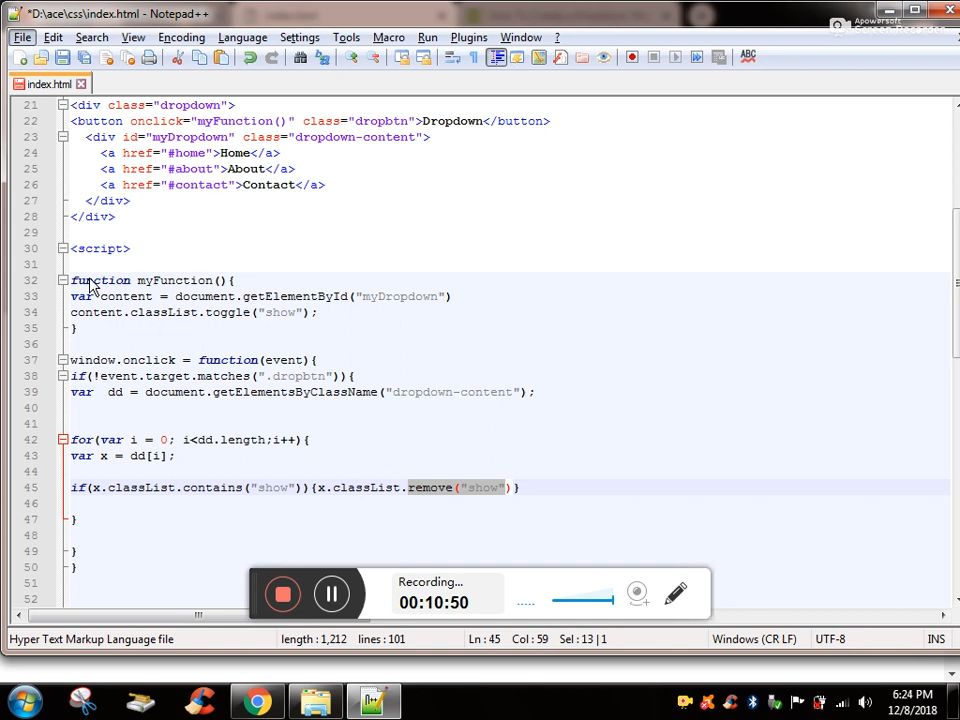 *D:\ace\css\index.html - Notepad++
Apowersoft
File Edit Search View Encoding Language Settings Tools Macro Run Plugins Window ?
index.html
21 <div class="dropdown">
22 <button onclick="myFunction()" class="dropbtn">Dropdown</button>
23 <div id="myDropdown" class="dropdown-content">
24 <a href="#home">Home</a>
25 <a href="#about">About</a>
26 <a href="#contact">Contact</a>
27 </div>
28 </div>
29
30 <script>
31
32 function myFunction(){
33 var content = document.getElementById("myDropdown")
34 content.classList.toggle("show");
35 }
36
37 window.onclick = function(event){
38 if(!event.target.matches(".dropbtn")){
39 var  dd = document.getElementsByClassName("dropdown-content");
40
41
42 for(var i = 0; i<dd.length;i++){
43 var x = dd[i];
44
45 if(x.classList.contains("show")){x.classList.remove("show")}
46
47 }
48
49 }
50 }
51
52
Recording...
00:10:50
Hyper Text Markup Language file length : 1,212 lines : 101 Ln : 45 Col : 59 Sel : 13 | 1 Windows (CR LF) UTF-8 INS
6:24 PM
12/8/2018